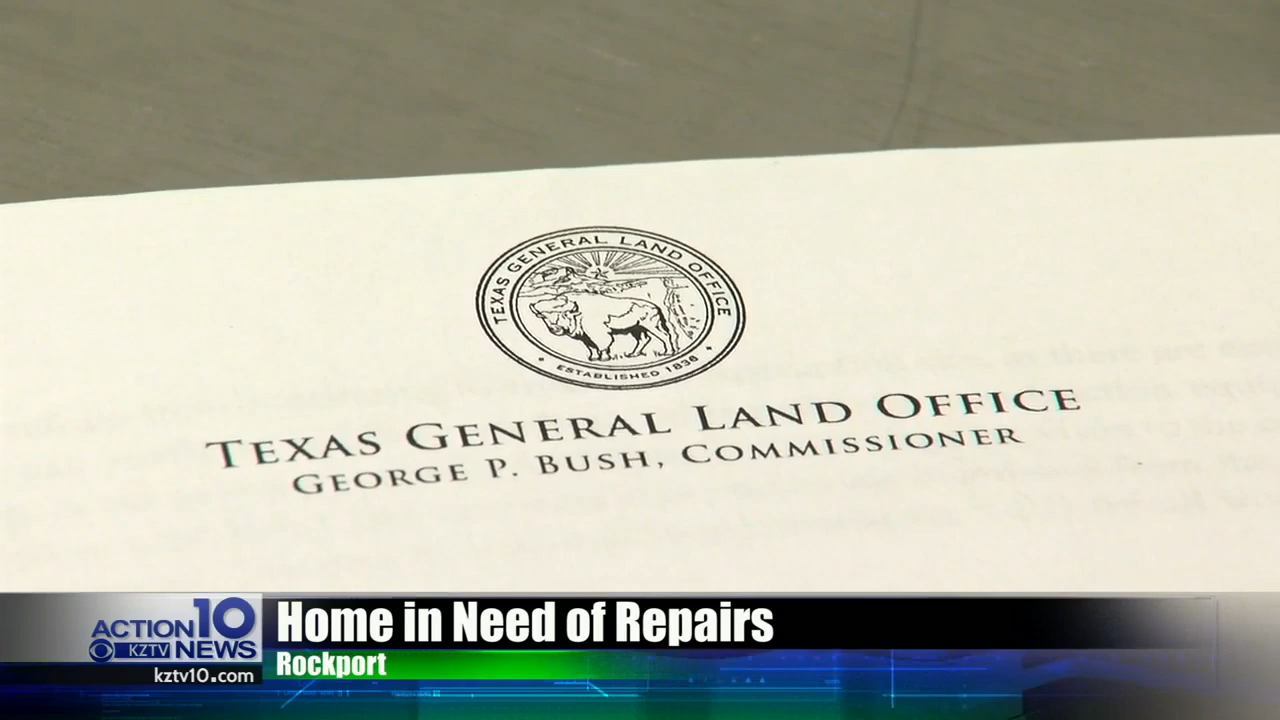 TEXAS GENERAL LAND OFFICE
ESTABLISHED 1836
TEXAS GENERAL LAND OFFICE
GEORGE P. BUSH, COMMISSIONER
ACTION 10
KZTV NEWS
kztv10.com
Home in Need of Repairs
Rockport